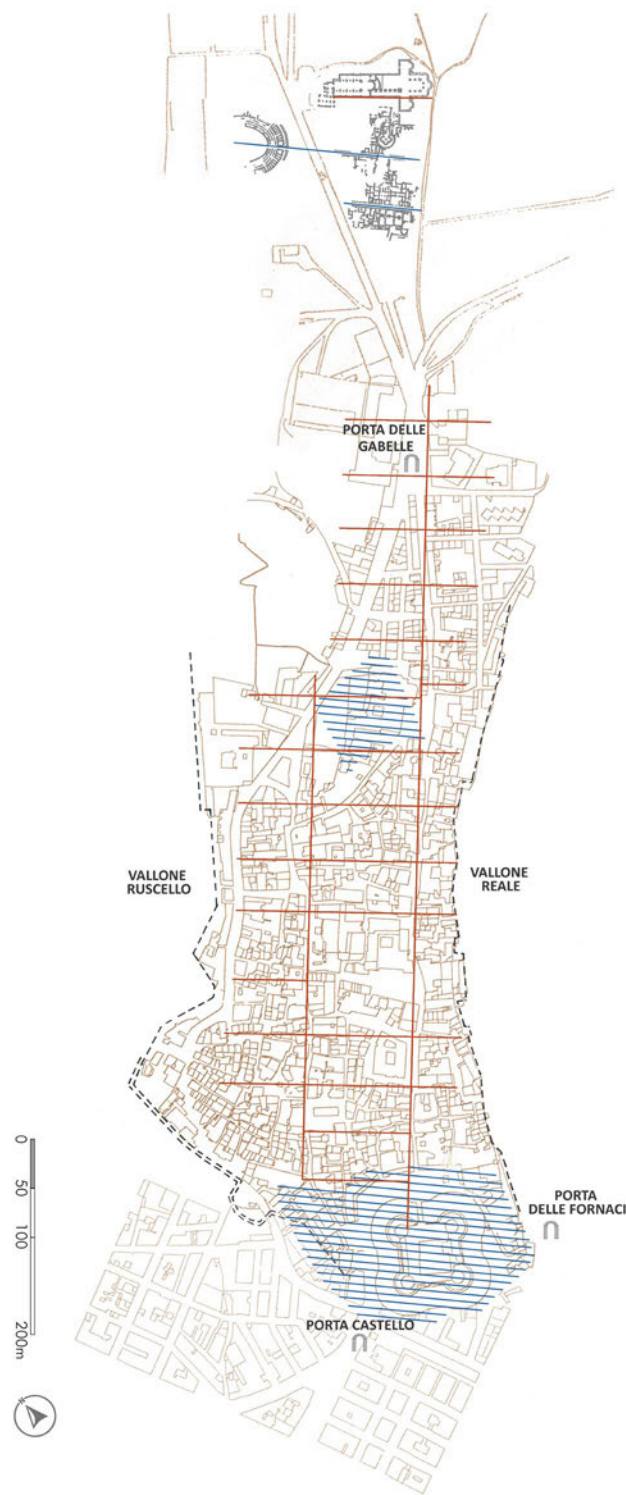 PORTA DELLE
GABELLE
VALLONE
RUSCELLO
VALLONE
REALE
PORTA
DELLE FORNACI
PORTA CASTELLO
0
50
100
200m
N